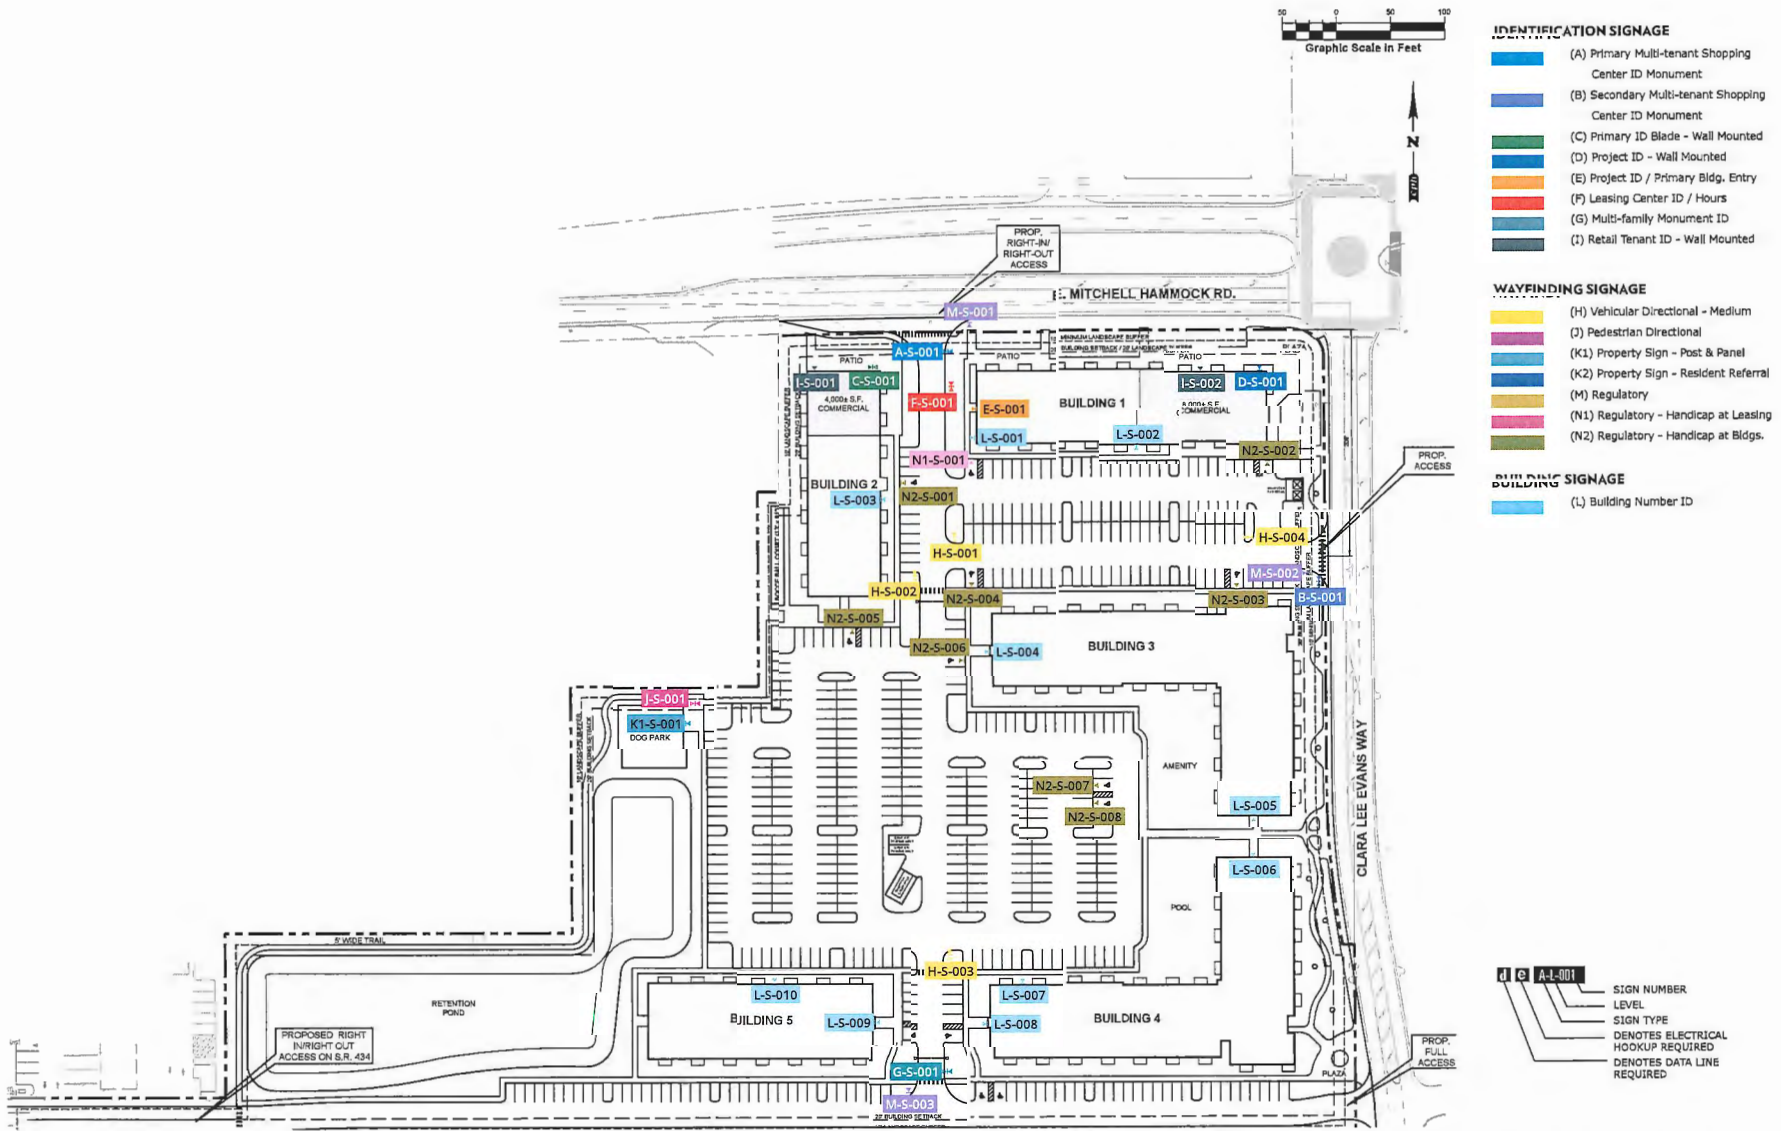 50 0 50 100
Graphic Scale in Feet
N
IDENTIFICATION SIGNAGE
(A) Primary Multi-tenant Shopping
Center ID Monument
(B) Secondary Multi-tenant Shopping
Center ID Monument
(C) Primary ID Blade - Wall Mounted
(D) Project ID - Wall Mounted
(E) Project ID / Primary Bldg. Entry
(F) Leasing Center ID / Hours
(G) Multi-family Monument ID
(I) Retail Tenant ID - Wall Mounted
WAYFINDING SIGNAGE
(H) Vehicular Directional - Medium
(J) Pedestrian Directional
(K1) Property Sign - Post & Panel
(K2) Property Sign - Resident Referral
(M) Regulatory
(N1) Regulatory - Handicap at Leasing
(N2) Regulatory - Handicap at Bldgs.
BUILDING SIGNAGE
(L) Building Number ID
PROP.
RIGHT-IN/
RIGHT-OUT
ACCESS
E. MITCHELL HAMMOCK RD.
M-S-001
MINIMUM LANDSCAPE BUFFER
A-S-001
PATIO
PATIO
PATIO
PLAZA
I-S-001
C-S-001
4,000± S.F.
COMMERCIAL
F-S-001
E-S-001
BUILDING 1
I-S-002
D-S-001
8,000± S.F.
COMMERCIAL
L-S-001
L-S-002
N2-S-002
N1-S-001
PROP.
ACCESS
BUILDING 2
L-S-003
N2-S-001
H-S-001
H-S-004
M-S-002
H-S-002
N2-S-004
N2-S-003
B-S-001
N2-S-005
N2-S-006
L-S-004
BUILDING 3
J-S-001
K1-S-001
DOG PARK
AMENITY
N2-S-007
N2-S-008
L-S-005
CLARA LEE EVANS WAY
L-S-006
POOL
5' WIDE TRAIL
H-S-003
RETENTION
POND
L-S-010
L-S-007
BUILDING 5
L-S-009
L-S-008
BUILDING 4
PROPOSED RIGHT
IN/RIGHT OUT
ACCESS ON S.R. 434
G-S-001
PLAZA
PROP.
FULL
ACCESS
M-S-003
25' BUILDING SETBACK
d e A-L-001
SIGN NUMBER
LEVEL
SIGN TYPE
DENOTES ELECTRICAL
HOOKUP REQUIRED
DENOTES DATA LINE
REQUIRED